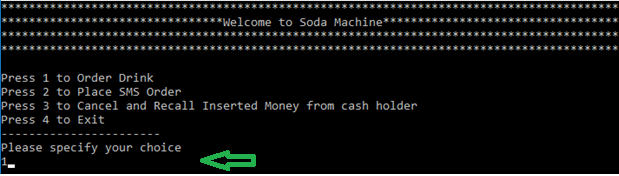 *****************************************************************************************
********************************Welcome to Soda Machine**********************************
*****************************************************************************************
*****************************************************************************************
Press 1 to Order Drink
Press 2 to Place SMS Order
Press 3 to Cancel and Recall Inserted Money from cash holder
Press 4 to Exit
-----------------------
Please specify your choice
1_